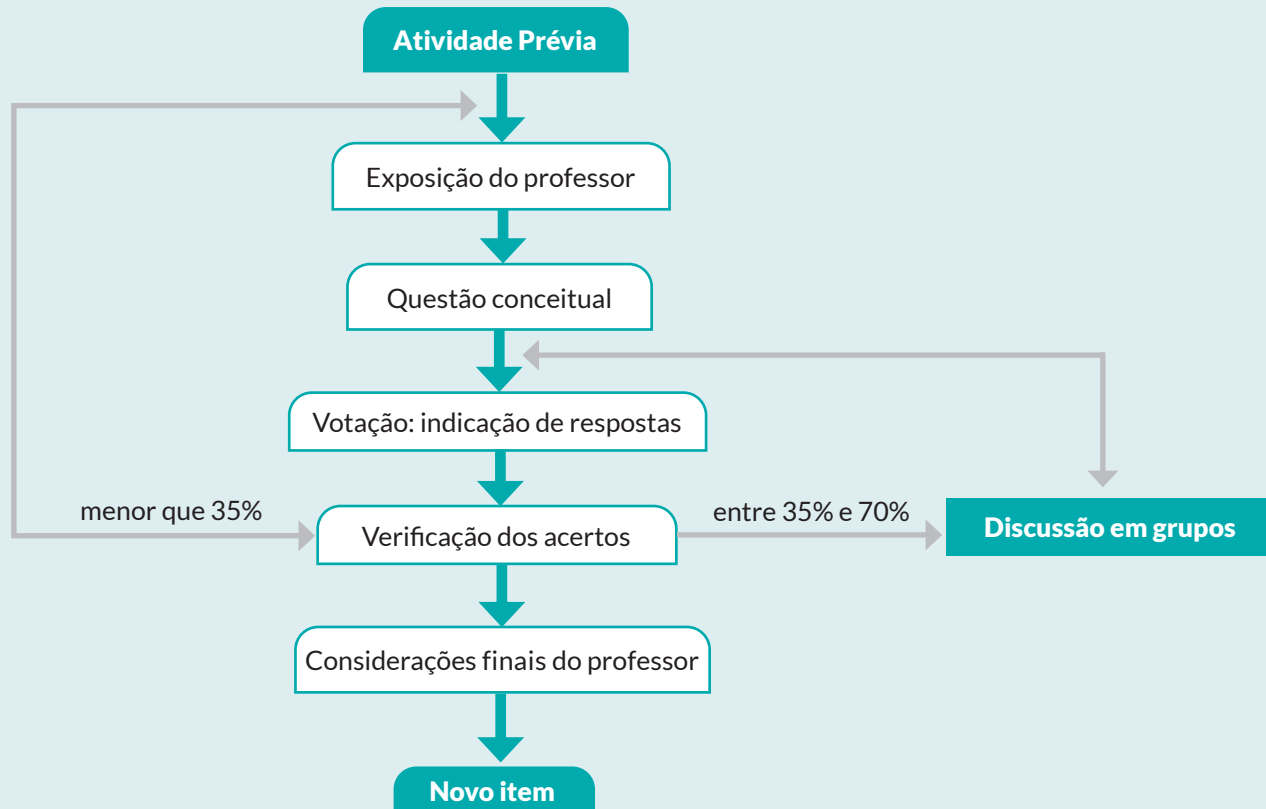 Atividade Prévia
Exposição do professor
Questão conceitual
Votação: indicação de respostas
menor que 35%
Verificação dos acertos
entre 35% e 70%
Discussão em grupos
Considerações finais do professor
Novo item